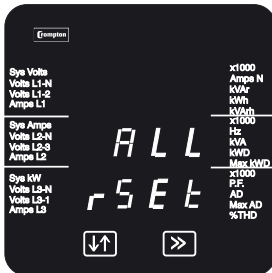 Crompton
Sys Volts
Volts L1-N
Volts L1-2
Amps L1
Sys Amps
Volts L2-N
Volts L2-3
Amps L2
Sys kW
Volts L3-N
Volts L3-1
Amps L3
ALL
rSEt
x1000
Amps N
kVAr
kWh
kVArh
x1000
Hz
kVA
kWD
Max kWD
x1000
P.F.
AD
Max AD
%THD